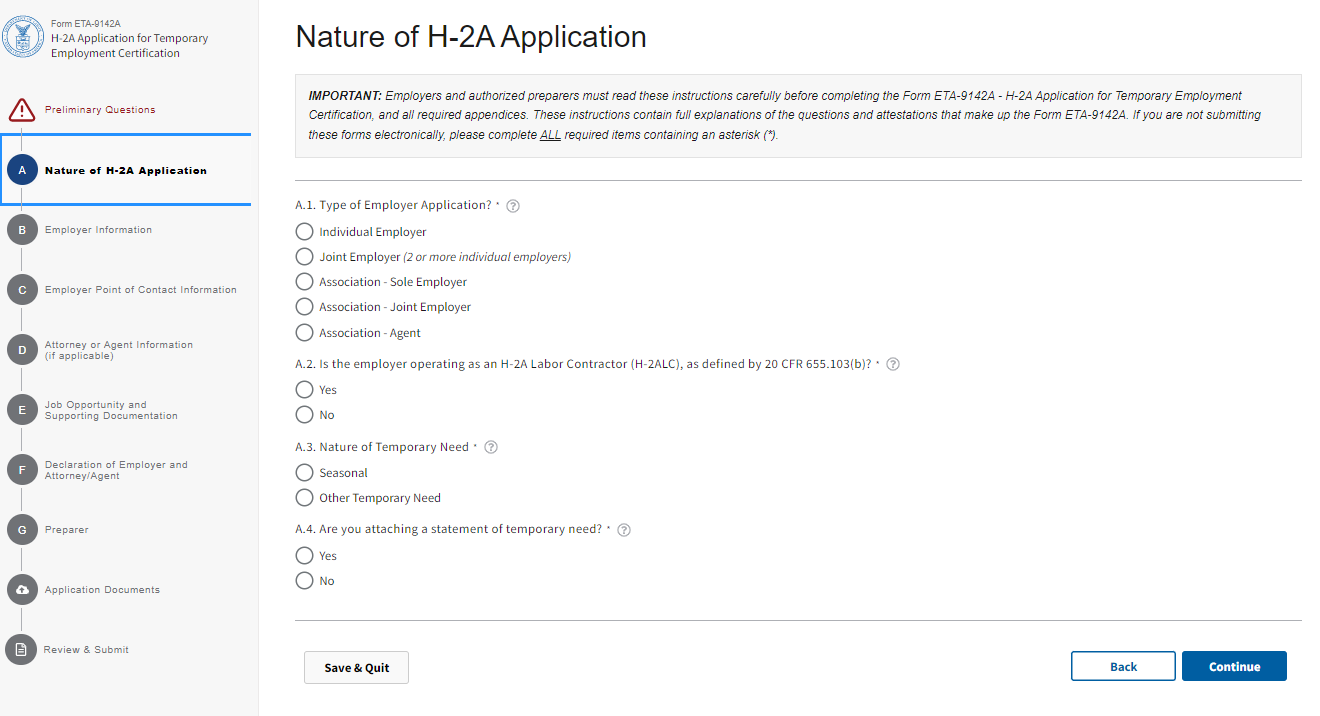 Form ETA-9142A
H-2A Application for Temporary
Employment Certification
Preliminary Questions
A
Nature of H-2A Application
B
Employer Information
C
Employer Point of Contact Information
D
Attorney or Agent Information
(if applicable)
E
Job Opportunity and
Supporting Documentation
F
Declaration of Employer and
Attorney/Agent
G
Preparer
Application Documents
Review & Submit
Nature of H-2A Application
IMPORTANT: Employers and authorized preparers must read these instructions carefully before completing the Form ETA-9142A - H-2A Application for Temporary Employment
Certification, and all required appendices. These instructions contain full explanations of the questions and attestations that make up the Form ETA-9142A. If you are not submitting
these forms electronically, please complete ALL required items containing an asterisk (*).
A.1. Type of Employer Application? * ?
Individual Employer
Joint Employer (2 or more individual employers)
Association - Sole Employer
Association - Joint Employer
Association - Agent
A.2. Is the employer operating as an H-2A Labor Contractor (H-2ALC), as defined by 20 CFR 655.103(b)? * ?
Yes
No
A.3. Nature of Temporary Need * ?
Seasonal
Other Temporary Need
A.4. Are you attaching a statement of temporary need? * ?
Yes
No
Save & Quit
Back
Continue